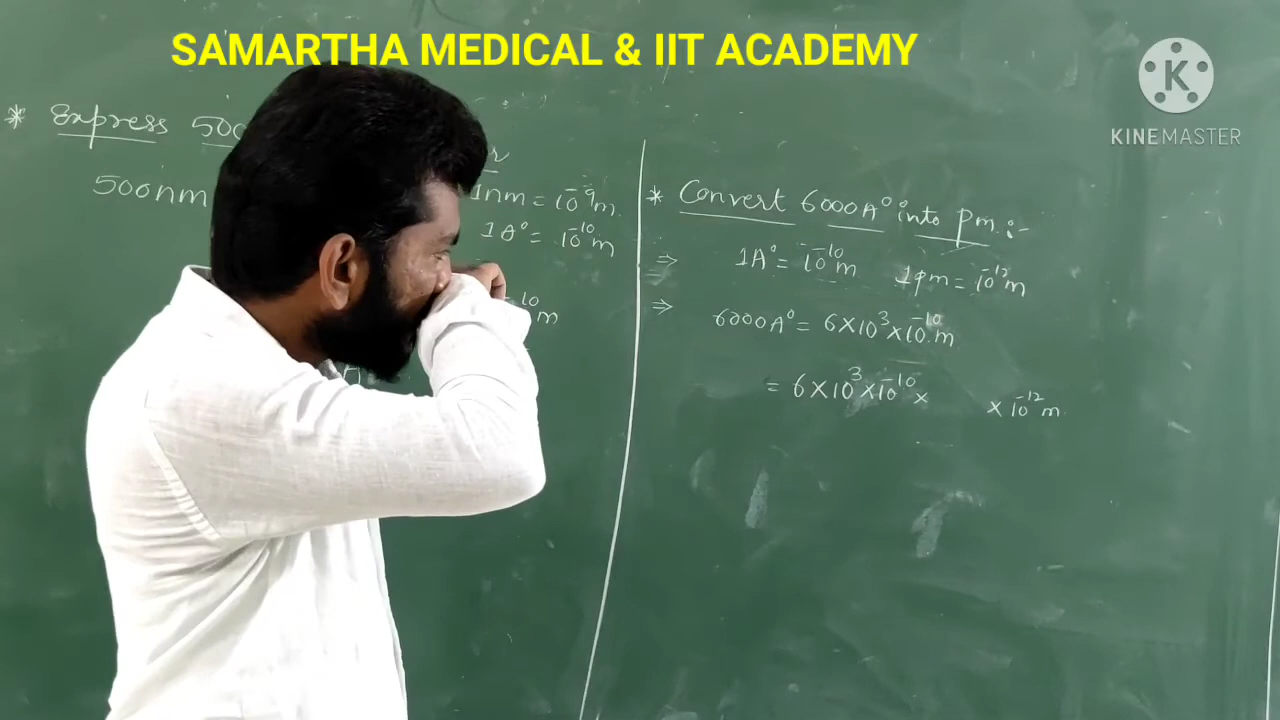 SAMARTHA MEDICAL & IIT ACADEMY
K
KINEMASTER
* Express 500
500nm
1nm = 10⁻⁹m.
1A° = 10⁻¹⁰m
⁻¹⁰m
* Convert 6000A° into Pm :-
⇒ 1A° = 10⁻¹⁰m 1pm = 10⁻¹²m
⇒ 6000A° = 6×10³×10⁻¹⁰.m
= 6×10³×10⁻¹⁰× ×10⁻¹²m